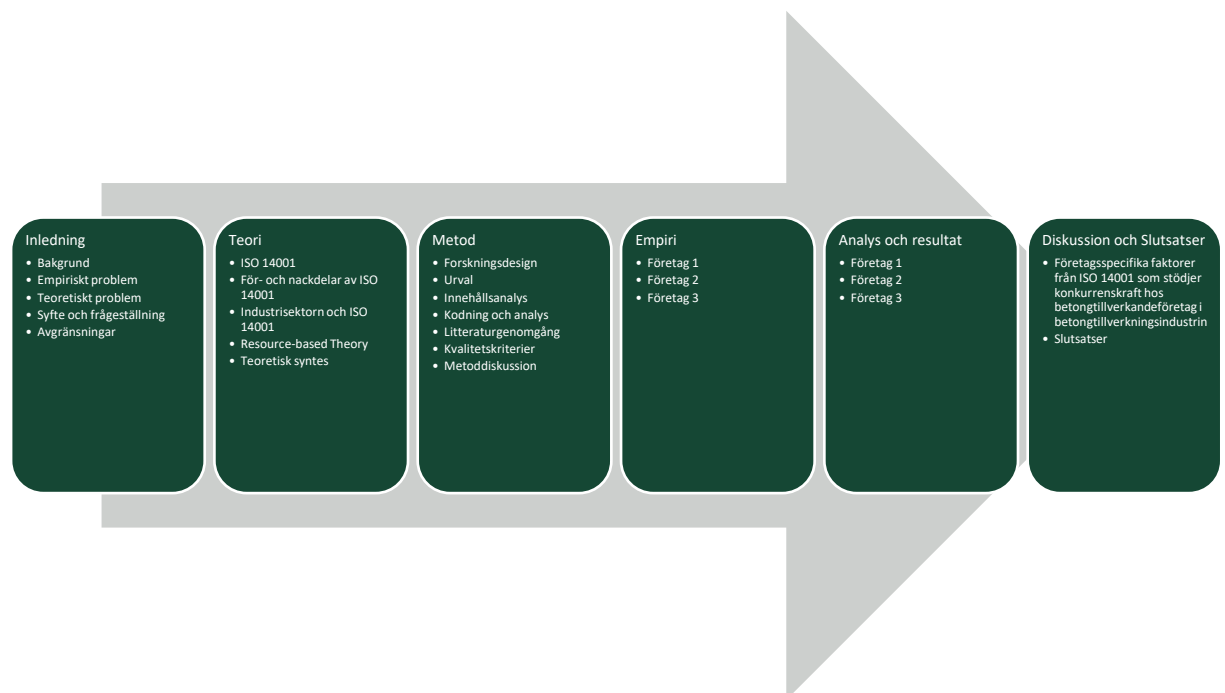 Inledning
• Bakgrund
• Empiriskt problem
• Teoretiskt problem
• Syfte och frågeställning
• Avgränsningar
Teori
• ISO 14001
• För- och nackdelar av ISO
14001
• Industrisektorn och ISO
14001
• Resource-based Theory
• Teoretisk syntes
Metod
• Forskningsdesign
• Urval
• Innehållsanalys
• Kodning och analys
• Litteraturgenomgång
• Kvalitetskriterier
• Metoddiskussion
Empiri
• Företag 1
• Företag 2
• Företag 3
Analys och resultat
• Företag 1
• Företag 2
• Företag 3
Diskussion och Slutsatser
• Företagsspecifika faktorer
från ISO 14001 som stödjer
konkurrenskraft hos
betongtillverkandeföretag i
betongtillverkningsindustrin
• Slutsatser